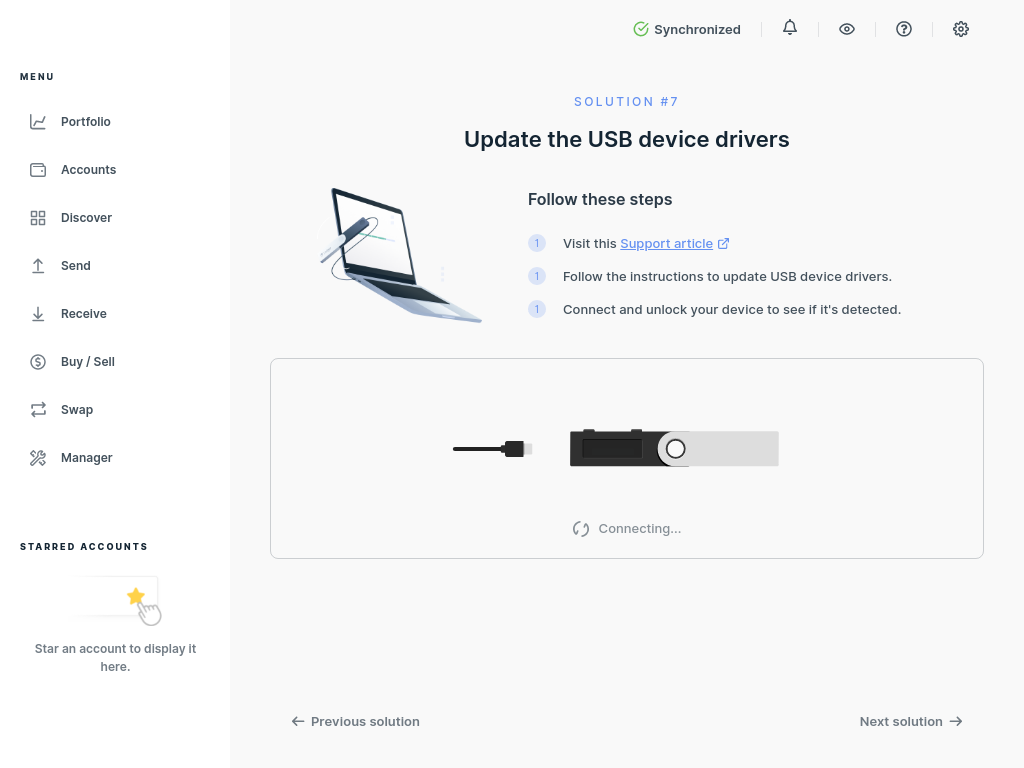 Synchronized
MENU
Portfolio
Accounts
Discover
Send
Receive
Buy / Sell
Swap
Manager
STARRED ACCOUNTS
Star an account to display it
here.
SOLUTION #7
Update the USB device drivers
Follow these steps
1 Visit this Support article
1 Follow the instructions to update USB device drivers.
1 Connect and unlock your device to see if it's detected.
Connecting...
Previous solution
Next solution